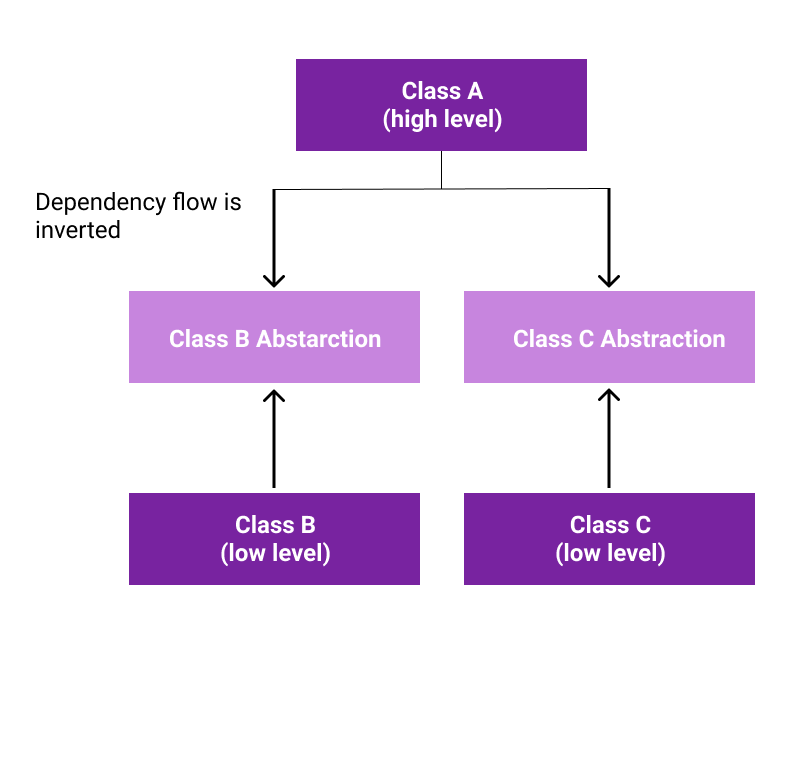 Class A
(high level)
Dependency flow is
inverted
Class B Abstarction
Class C Abstraction
Class B
(low level)
Class C
(low level)